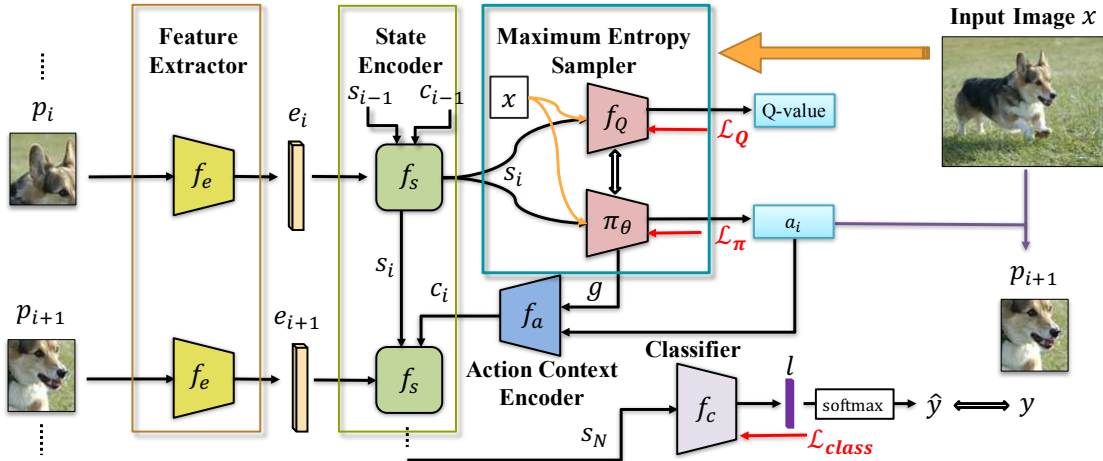 Feature
Extractor
State
Encoder
Maximum Entropy
Sampler
Input Image x
p_i
e_i
s_{i-1}
c_{i-1}
x
f_e
f_s
s_i
f_Q
Q-value
ℒ_Q
π_θ
a_i
ℒ_π
s_i
c_i
g
f_a
p_{i+1}
p_{i+1}
e_{i+1}
f_e
f_s
Action Context
Encoder
Classifier
f_c
l
softmax
ŷ
y
s_N
ℒ_{class}